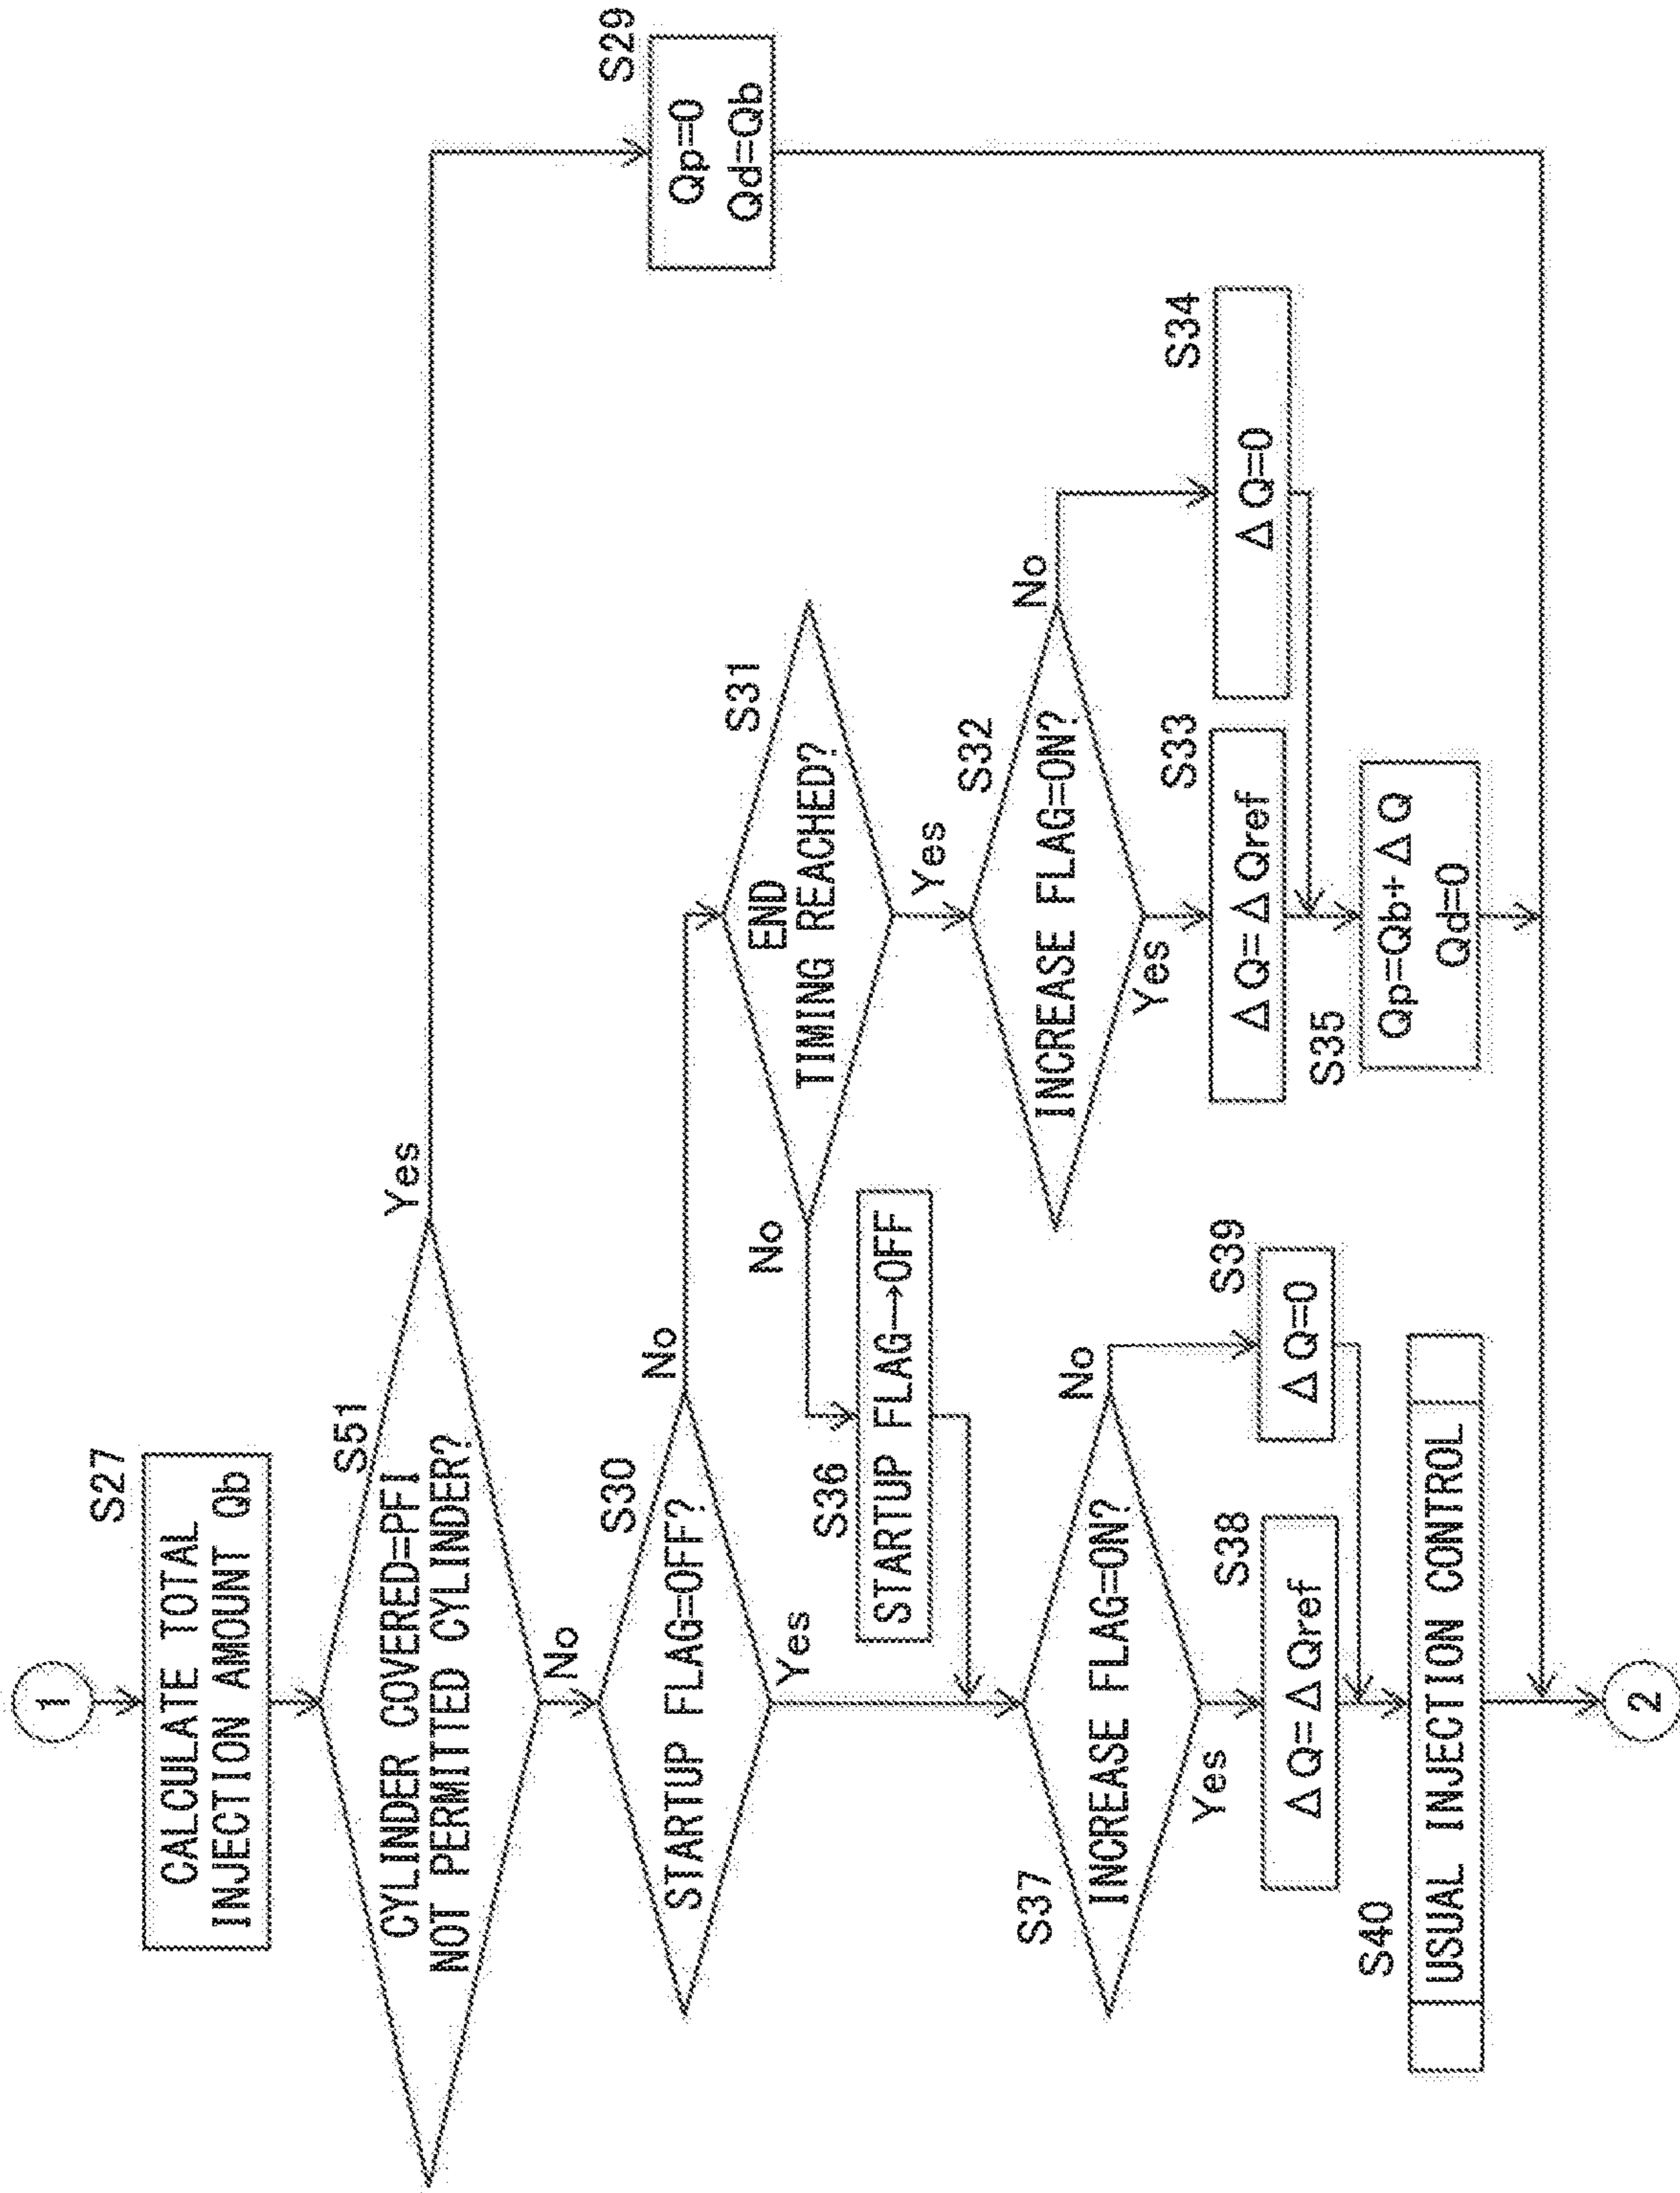 1
S27
CALCULATE TOTAL
INJECTION AMOUNT Qb
S51
CYLINDER COVERED=PFI
NOT PERMITTED CYLINDER?
Yes
No
S29
Qp=0
Qd=Qb
S30
STARTUP FLAG=OFF?
No
Yes
S31
END
TIMING REACHED?
No
Yes
S36
STARTUP FLAG→OFF
S32
INCREASE FLAG=ON?
No
Yes
S33
ΔQ=ΔQref
S34
ΔQ=0
S35
Qp=Qb+ΔQ
Qd=0
S37
INCREASE FLAG=ON?
No
Yes
S38
ΔQ=ΔQref
S39
ΔQ=0
S40
USUAL INJECTION CONTROL
2